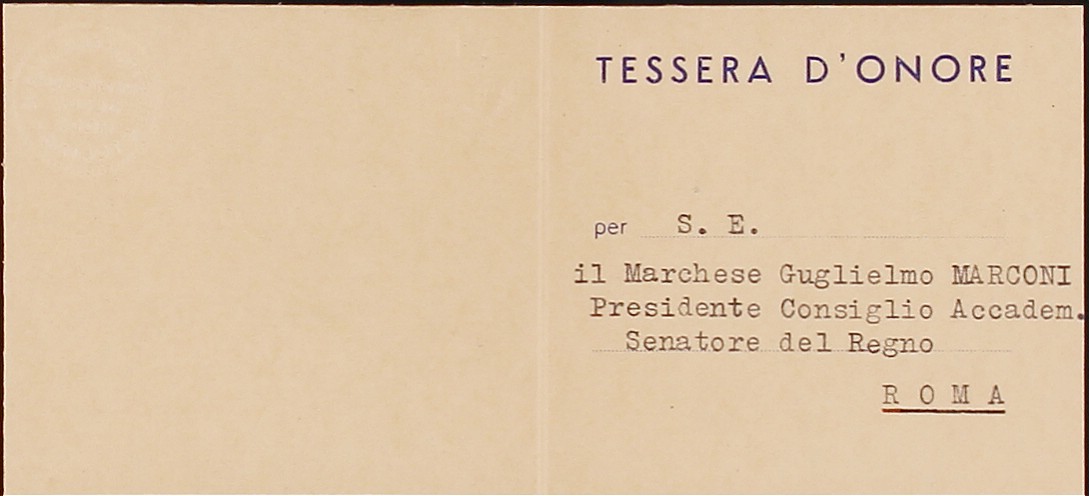 TESSERA D'ONORE
per S. E.
il Marchese Guglielmo MARCONI
Presidente Consiglio Accadem.
Senatore del Regno
R O M A